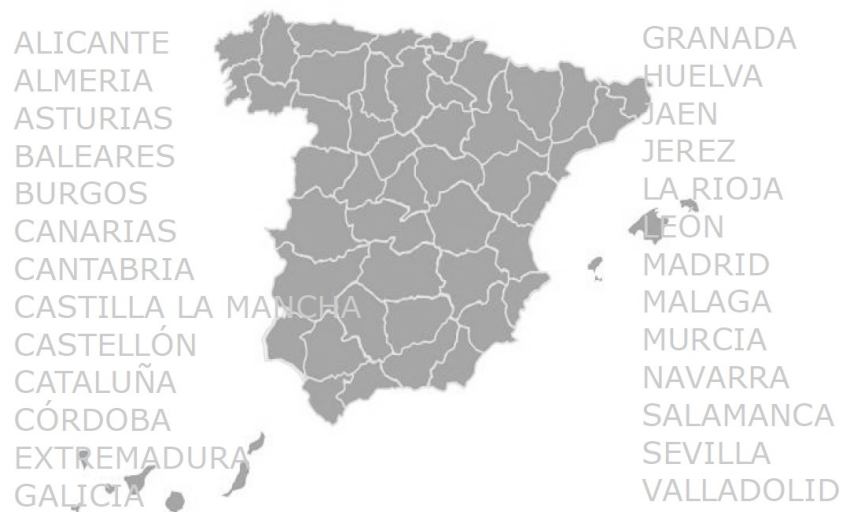 ALICANTE
ALMERIA
ASTURIAS
BALEARES
BURGOS
CANARIAS
CANTABRIA
CASTILLA LA MANCHA
CASTELLÓN
CATALUÑA
CÓRDOBA
EXTREMADURA
GALICIA
GRANADA
HUELVA
JAEN
JEREZ
LA RIOJA
LEÓN
MADRID
MALAGA
MURCIA
NAVARRA
SALAMANCA
SEVILLA
VALLADOLID